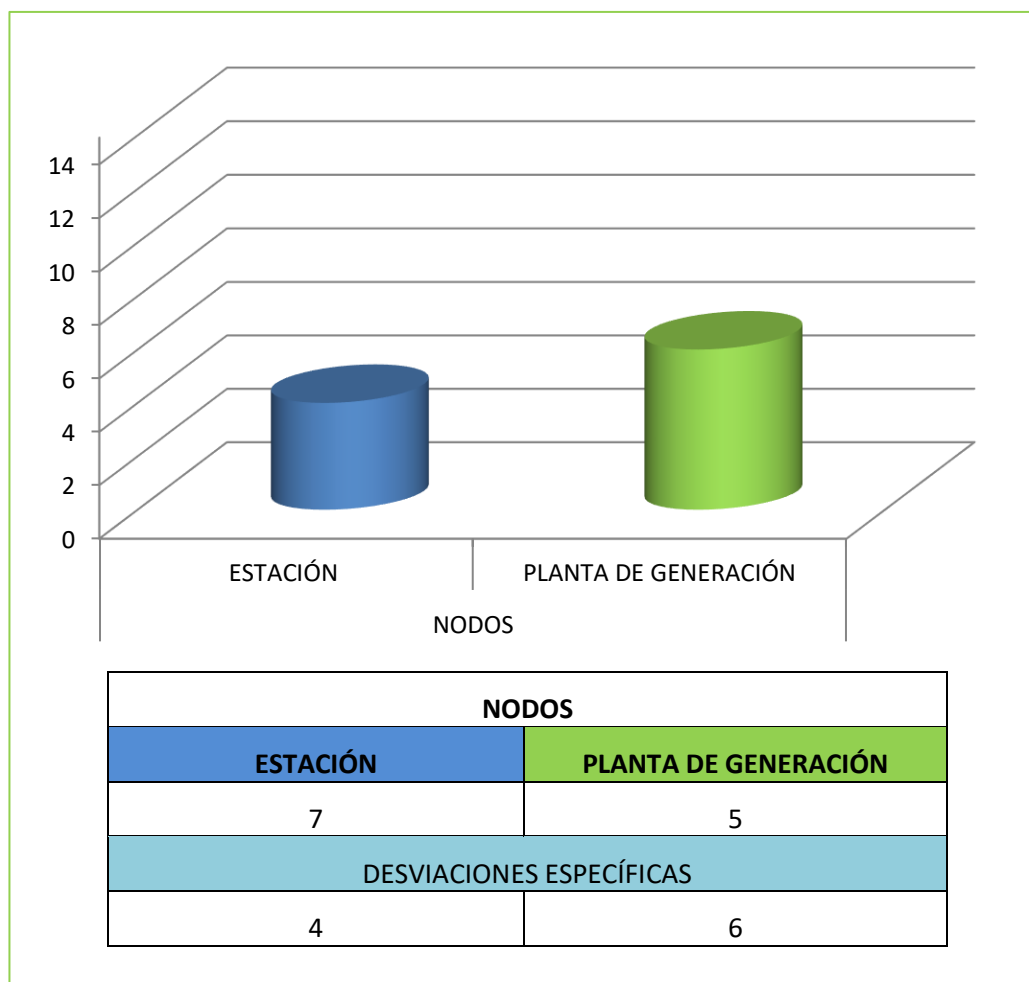 14
12
10
8
6
4
2
0
ESTACIÓN PLANTA DE GENERACIÓN
NODOS
NODOS
ESTACIÓN PLANTA DE GENERACIÓN
7 5
DESVIACIONES ESPECÍFICAS
4 6